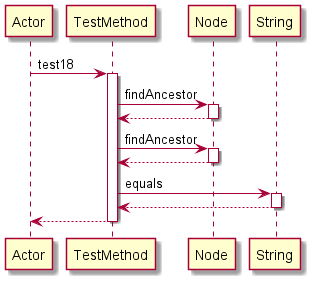 Actor TestMethod Node String
test18
findAncestor
findAncestor
equals
Actor TestMethod Node String